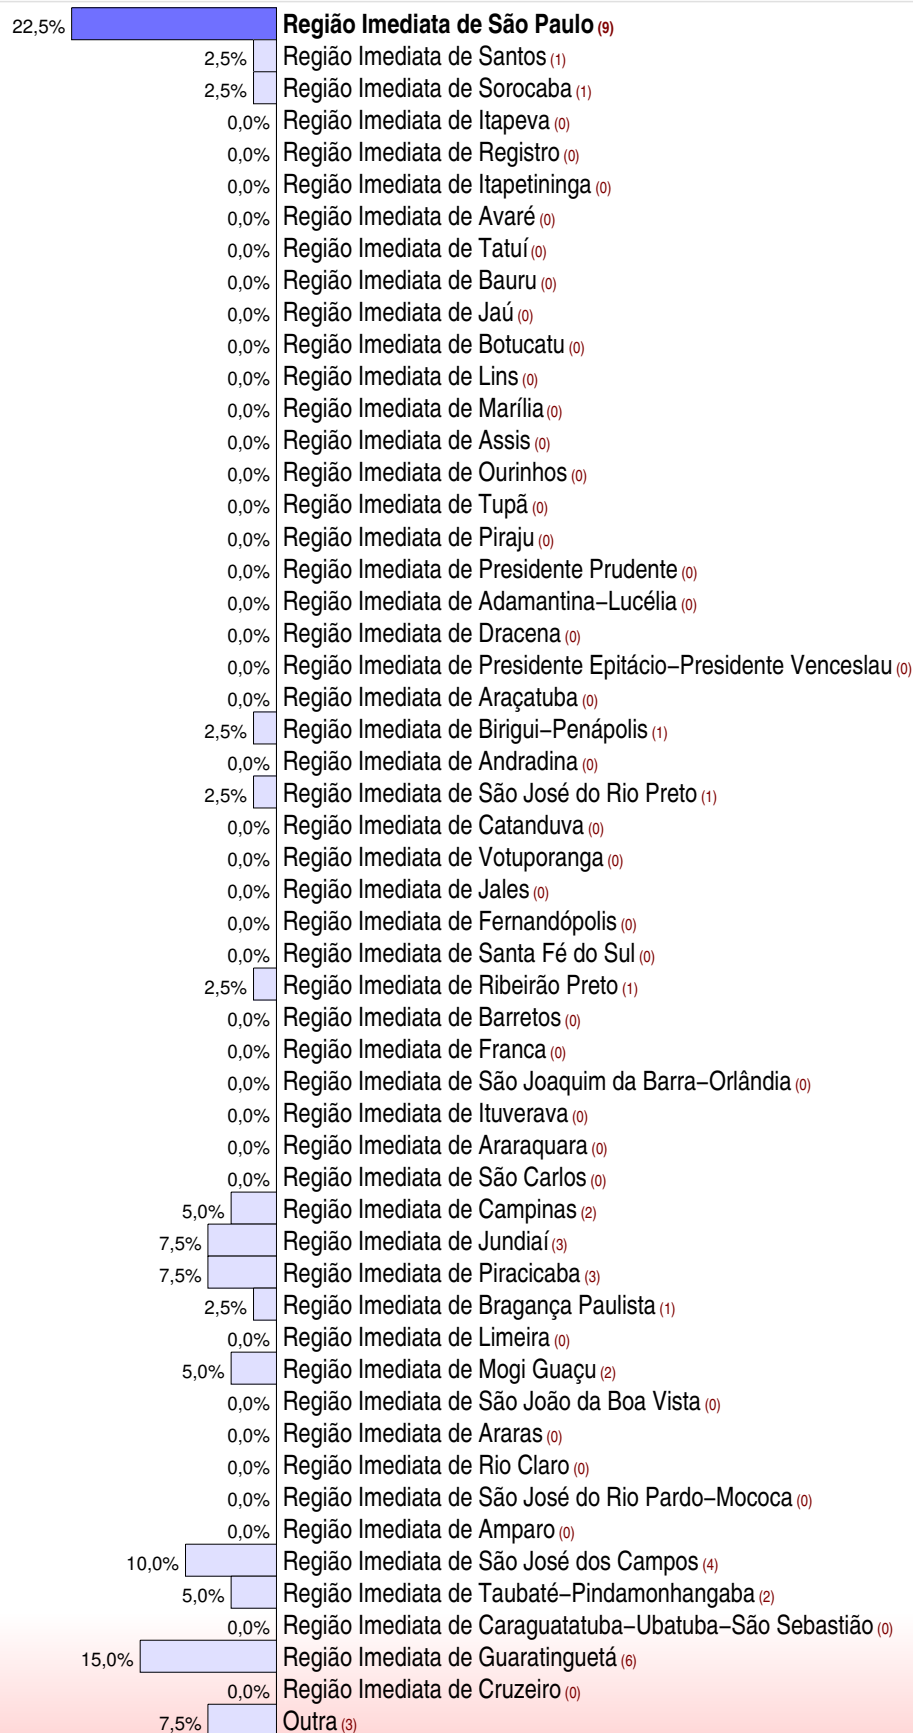 22,5% Região Imediata de São Paulo (9)
2,5% Região Imediata de Santos (1)
2,5% Região Imediata de Sorocaba (1)
0,0% Região Imediata de Itapeva (0)
0,0% Região Imediata de Registro (0)
0,0% Região Imediata de Itapetininga (0)
0,0% Região Imediata de Avaré (0)
0,0% Região Imediata de Tatuí (0)
0,0% Região Imediata de Bauru (0)
0,0% Região Imediata de Jaú (0)
0,0% Região Imediata de Botucatu (0)
0,0% Região Imediata de Lins (0)
0,0% Região Imediata de Marília (0)
0,0% Região Imediata de Assis (0)
0,0% Região Imediata de Ourinhos (0)
0,0% Região Imediata de Tupã (0)
0,0% Região Imediata de Piraju (0)
0,0% Região Imediata de Presidente Prudente (0)
0,0% Região Imediata de Adamantina−Lucélia (0)
0,0% Região Imediata de Dracena (0)
0,0% Região Imediata de Presidente Epitácio−Presidente Venceslau (0)
0,0% Região Imediata de Araçatuba (0)
2,5% Região Imediata de Birigui−Penápolis (1)
0,0% Região Imediata de Andradina (0)
2,5% Região Imediata de São José do Rio Preto (1)
0,0% Região Imediata de Catanduva (0)
0,0% Região Imediata de Votuporanga (0)
0,0% Região Imediata de Jales (0)
0,0% Região Imediata de Fernandópolis (0)
0,0% Região Imediata de Santa Fé do Sul (0)
2,5% Região Imediata de Ribeirão Preto (1)
0,0% Região Imediata de Barretos (0)
0,0% Região Imediata de Franca (0)
0,0% Região Imediata de São Joaquim da Barra−Orlândia (0)
0,0% Região Imediata de Ituverava (0)
0,0% Região Imediata de Araraquara (0)
0,0% Região Imediata de São Carlos (0)
5,0% Região Imediata de Campinas (2)
7,5% Região Imediata de Jundiaí (3)
7,5% Região Imediata de Piracicaba (3)
2,5% Região Imediata de Bragança Paulista (1)
0,0% Região Imediata de Limeira (0)
5,0% Região Imediata de Mogi Guaçu (2)
0,0% Região Imediata de São João da Boa Vista (0)
0,0% Região Imediata de Araras (0)
0,0% Região Imediata de Rio Claro (0)
0,0% Região Imediata de São José do Rio Pardo−Mococa (0)
0,0% Região Imediata de Amparo (0)
10,0% Região Imediata de São José dos Campos (4)
5,0% Região Imediata de Taubaté−Pindamonhangaba (2)
0,0% Região Imediata de Caraguatatuba−Ubatuba−São Sebastião (0)
15,0% Região Imediata de Guaratinguetá (6)
0,0% Região Imediata de Cruzeiro (0)
7,5% Outra (3)